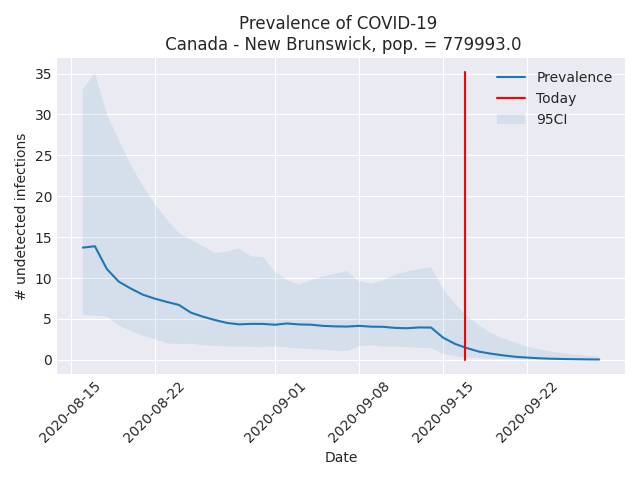 Prevalence of COVID-19
Canada - New Brunswick, pop. = 779993.0
Prevalence
Today
95CI
# undetected infections
35
30
25
20
15
10
5
0
2020-08-15
2020-08-22
2020-09-01
2020-09-08
2020-09-15
2020-09-22
Date